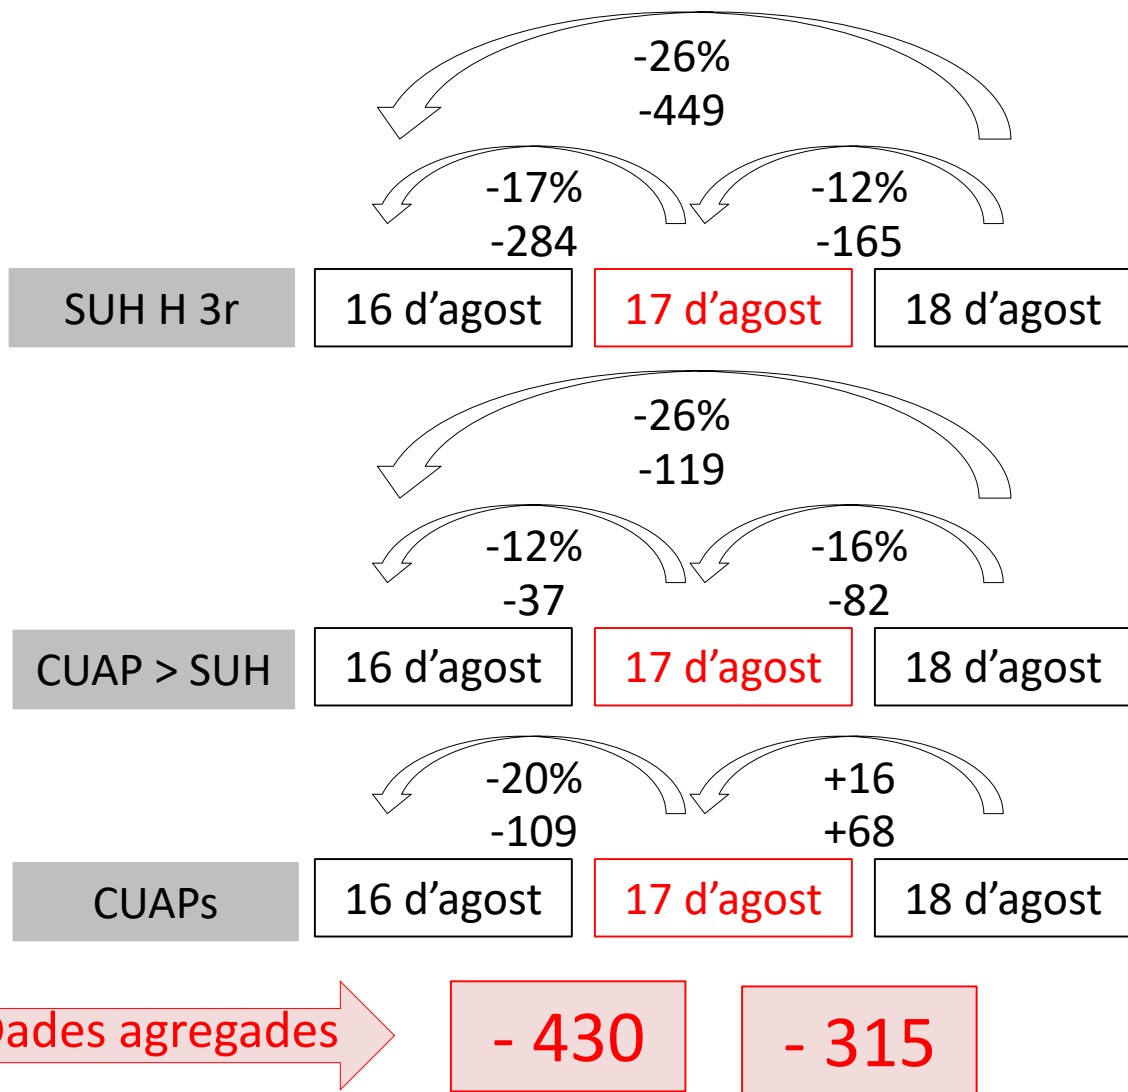 -26%
-449
-17%
-284
-12%
-165
SUH H 3r
16 d’agost
17 d’agost
18 d’agost
-26%
-119
-12%
-37
-16%
-82
CUAP > SUH
16 d’agost
17 d’agost
18 d’agost
-20%
-109
+16
+68
CUAPs
16 d’agost
17 d’agost
18 d’agost
Dades agregades
- 430
- 315